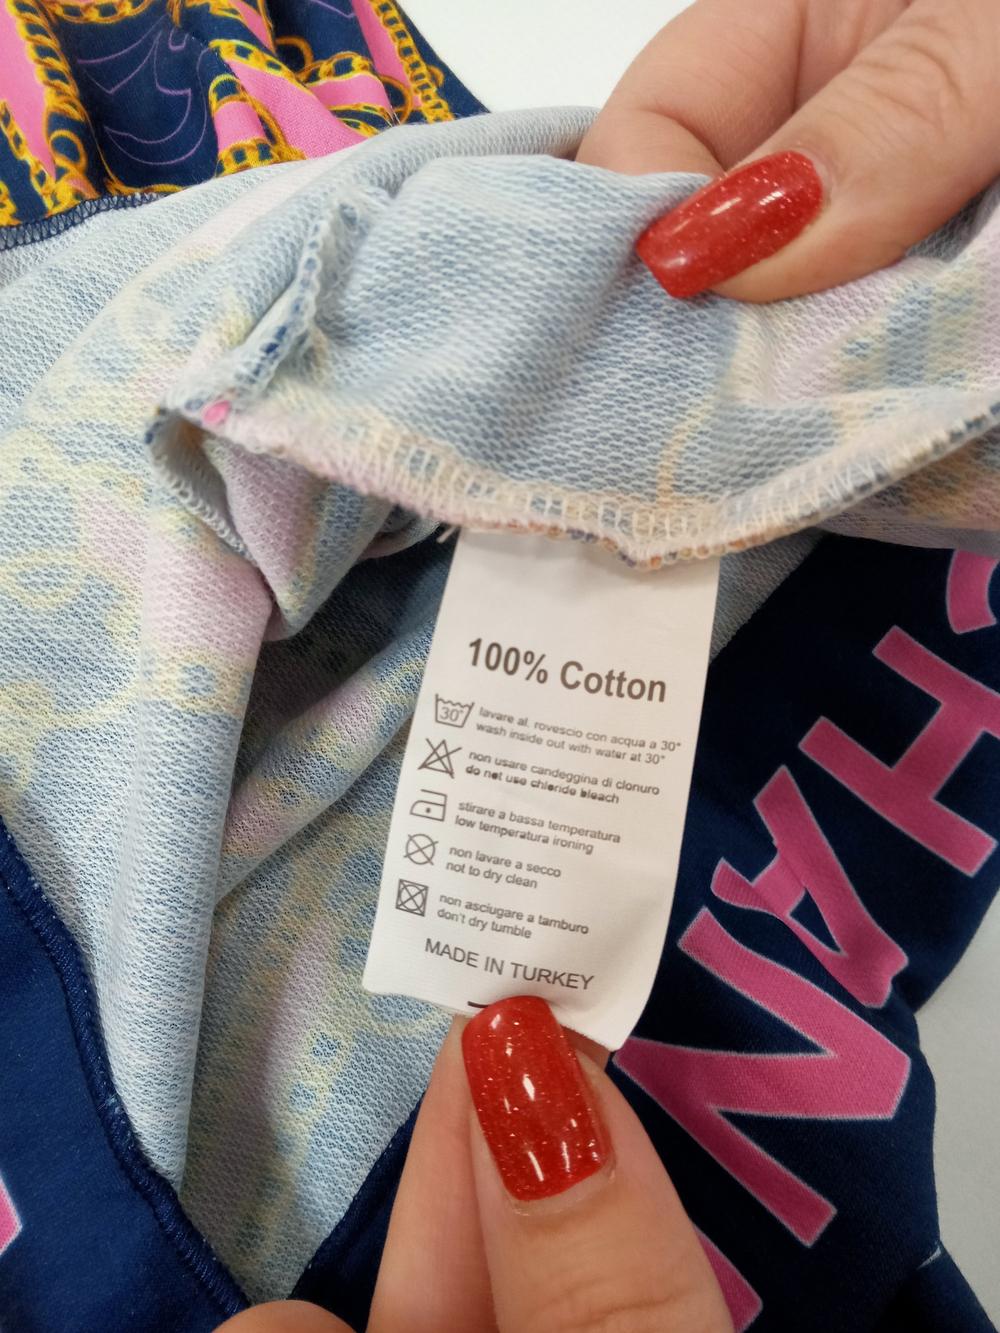 100% Cotton
30°
lavare al. rovescio con acqua a 30°
wash inside out with water at 30°
non usare candeggina di clonuro
do not use chloride bleach
stirare a bassa temperatura
low temperature ironing
non lavare a secco
not to dry clean
non asciugare a tamburo
don't dry tumble
MADE IN TURKEY